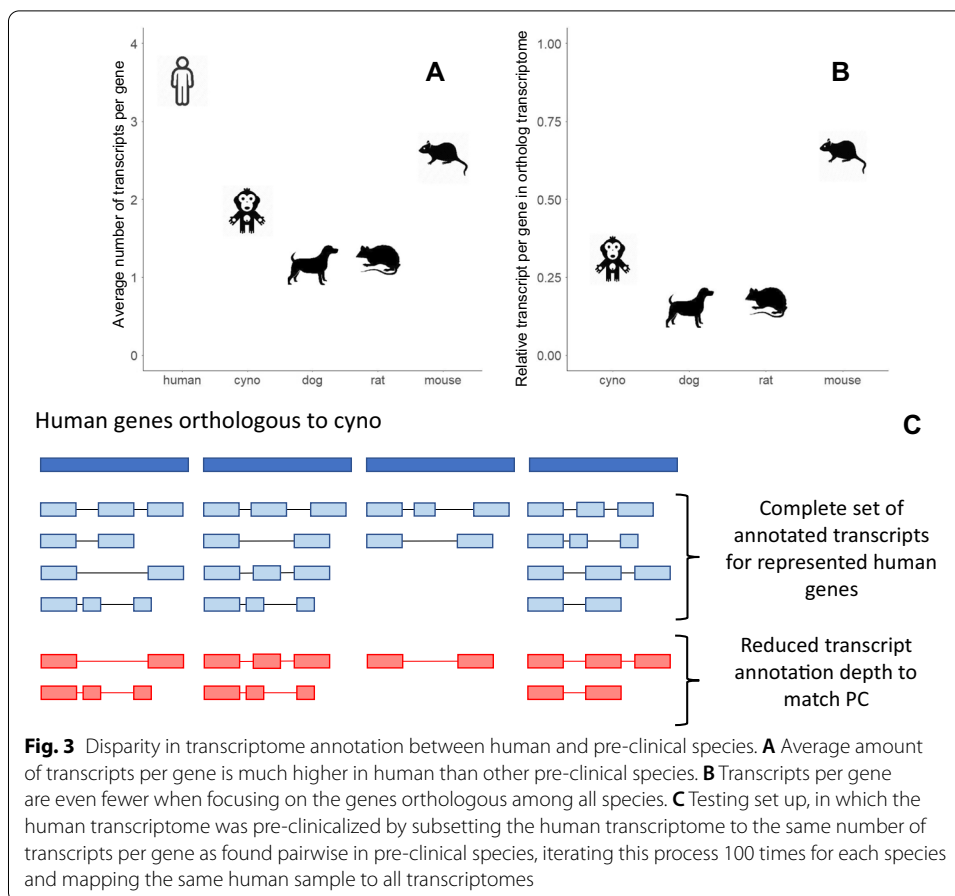 Average number of transcripts per gene
4
3
2
1
0
human cyno dog rat mouse
A
Relative transcript per gene in ortholog transcriptome
1.00
0.75
0.50
0.25
0.00
cyno dog rat mouse
B
Human genes orthologous to cyno
C
Complete set of
annotated transcripts
for represented human
genes
Reduced transcript
annotation depth to
match PC
Fig. 3 Disparity in transcriptome annotation between human and pre-clinical species. A Average amount
of transcripts per gene is much higher in human than other pre-clinical species. B Transcripts per gene
are even fewer when focusing on the genes orthologous among all species. C Testing set up, in which the
human transcriptome was pre-clinicalized by subsetting the human transcriptome to the same number of
transcripts per gene as found pairwise in pre-clinical species, iterating this process 100 times for each species
and mapping the same human sample to all transcriptomes